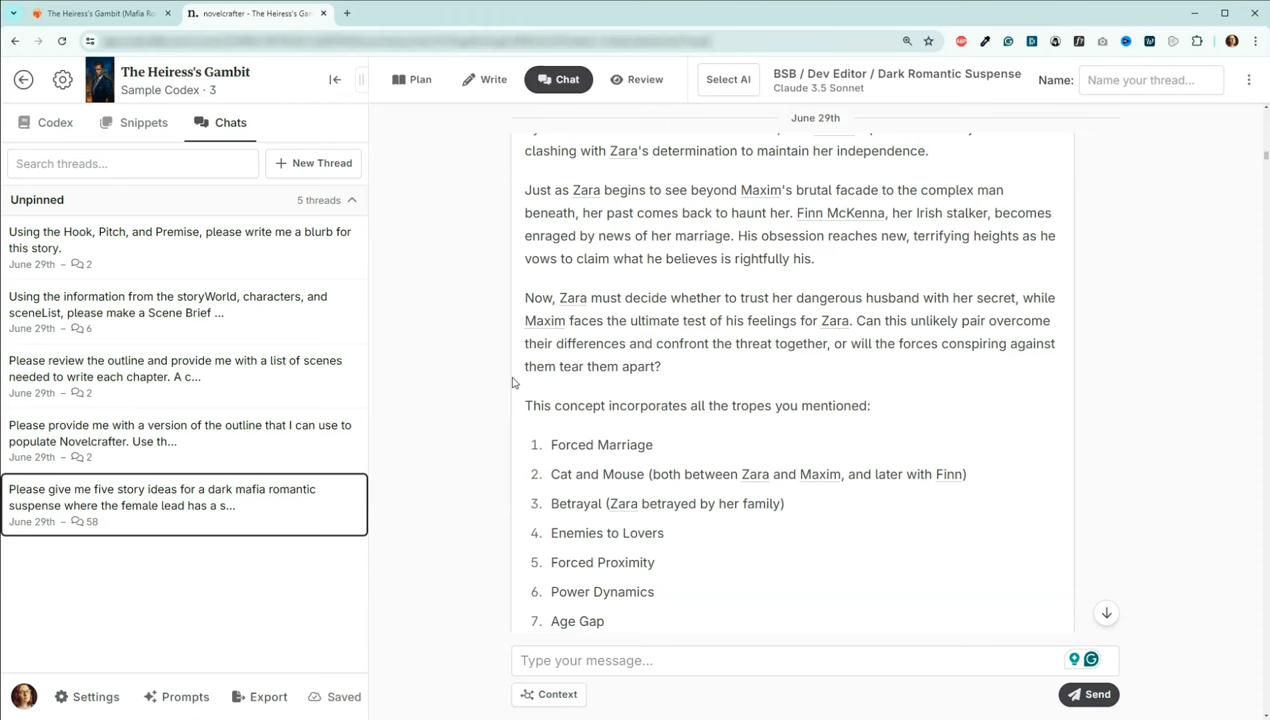 The Heiress's Gambit (Mafia Ro
novelcrafter - The Heiress's Ga
The Heiress's Gambit
Sample Codex · 3
Plan
Write
Chat
Review
Select AI
BSB / Dev Editor / Dark Romantic Suspense
Claude 3.5 Sonnet
Name:
Name your thread...
Codex
Snippets
Chats
Search threads...
+ New Thread
Unpinned
5 threads
Using the Hook, Pitch, and Premise, please write me a blurb for
this story.
June 29th – 2
Using the information from the storyWorld, characters, and
sceneList, please make a Scene Brief ...
June 29th – 6
Please review the outline and provide me with a list of scenes
needed to write each chapter. A c...
June 29th – 2
Please provide me with a version of the outline that I can use to
populate Novelcrafter. Use th...
June 29th – 2
Please give me five story ideas for a dark mafia romantic
suspense where the female lead has a s...
June 29th – 58
Settings
Prompts
Export
Saved
June 29th
clashing with Zara's determination to maintain her independence.
Just as Zara begins to see beyond Maxim's brutal facade to the complex man
beneath, her past comes back to haunt her. Finn McKenna, her Irish stalker, becomes
enraged by news of her marriage. His obsession reaches new, terrifying heights as he
vows to claim what he believes is rightfully his.
Now, Zara must decide whether to trust her dangerous husband with her secret, while
Maxim faces the ultimate test of his feelings for Zara. Can this unlikely pair overcome
their differences and confront the threat together, or will the forces conspiring against
them tear them apart?
This concept incorporates all the tropes you mentioned:
1. Forced Marriage
2. Cat and Mouse (both between Zara and Maxim, and later with Finn)
3. Betrayal (Zara betrayed by her family)
4. Enemies to Lovers
5. Forced Proximity
6. Power Dynamics
7. Age Gap
Type your message...
Context
Send